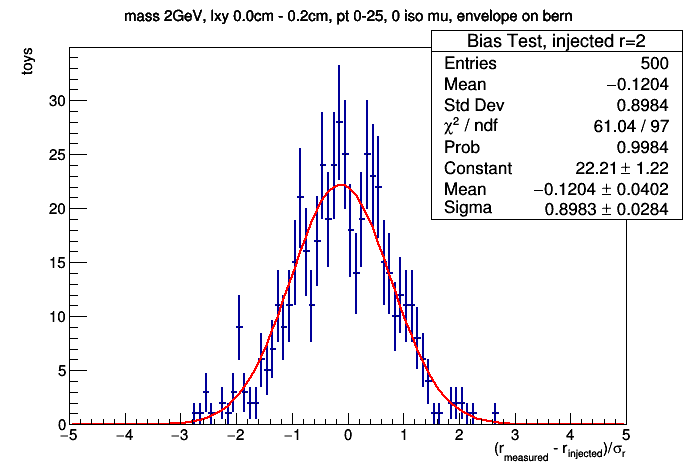 mass 2GeV, lxy 0.0cm - 0.2cm, pt 0-25, 0 iso mu, envelope on bern
Bias Test, injected r=2
Entries 500
Mean −0.1204
Std Dev 0.8984
χ² / ndf 61.04 / 97
Prob 0.9984
Constant 22.21 ± 1.22
Mean −0.1204 ± 0.0402
Sigma 0.8983 ± 0.0284
toys
30
25
20
15
10
5
0
−5 −4 −3 −2 −1 0 1 2 3 4 5
(r_measured - r_injected)/σ_r